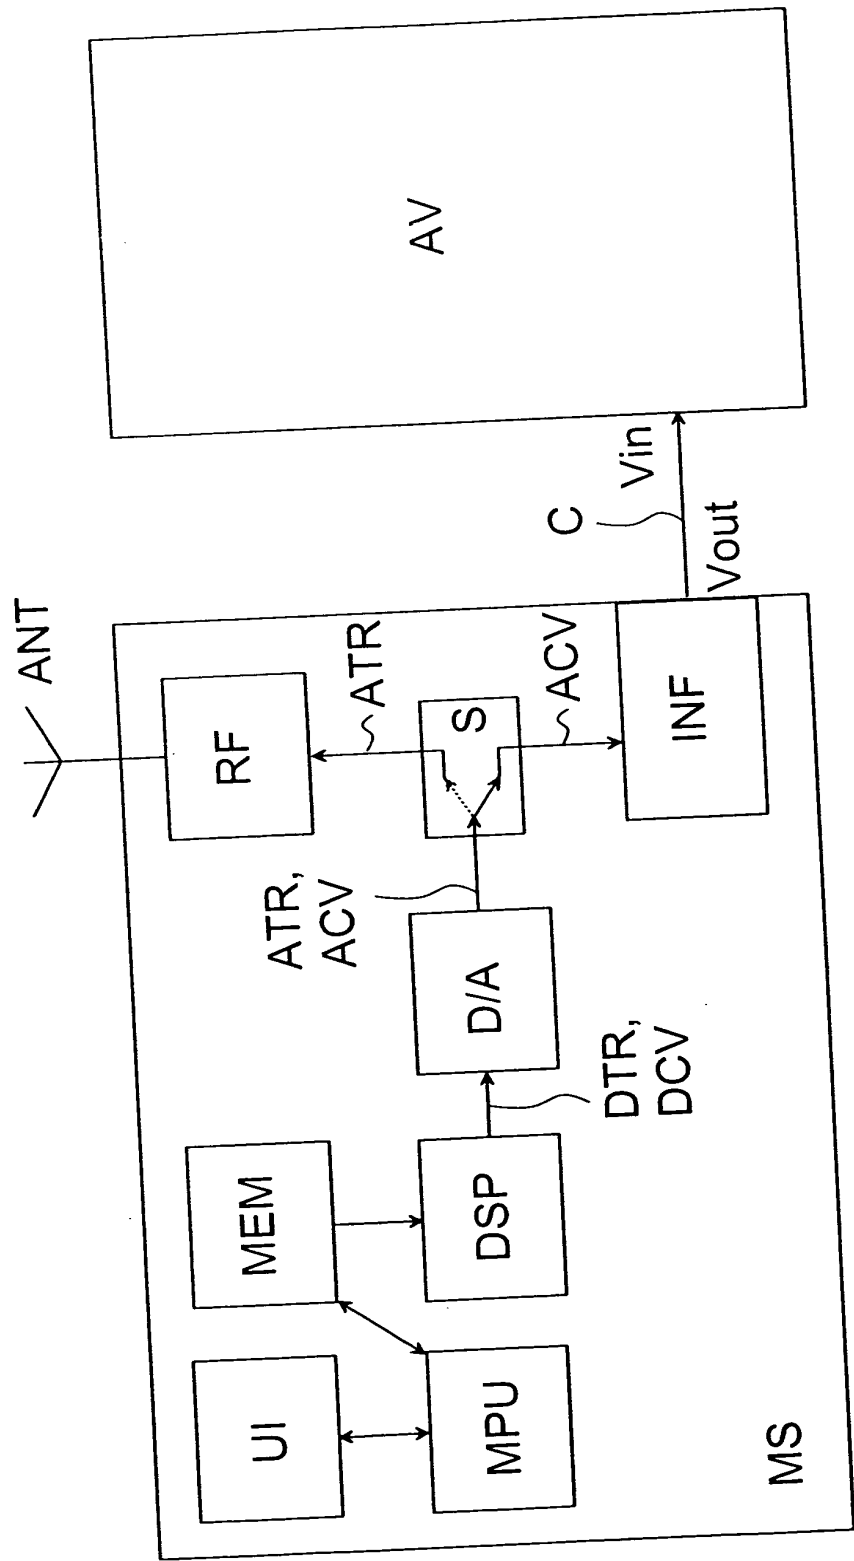 ANT
UI
MEM
RF
ATR,
ACV
ATR
MPU
DSP
D/A
S
ACV
DTR,
DCV
INF
MS
C
Vin
Vout
AV